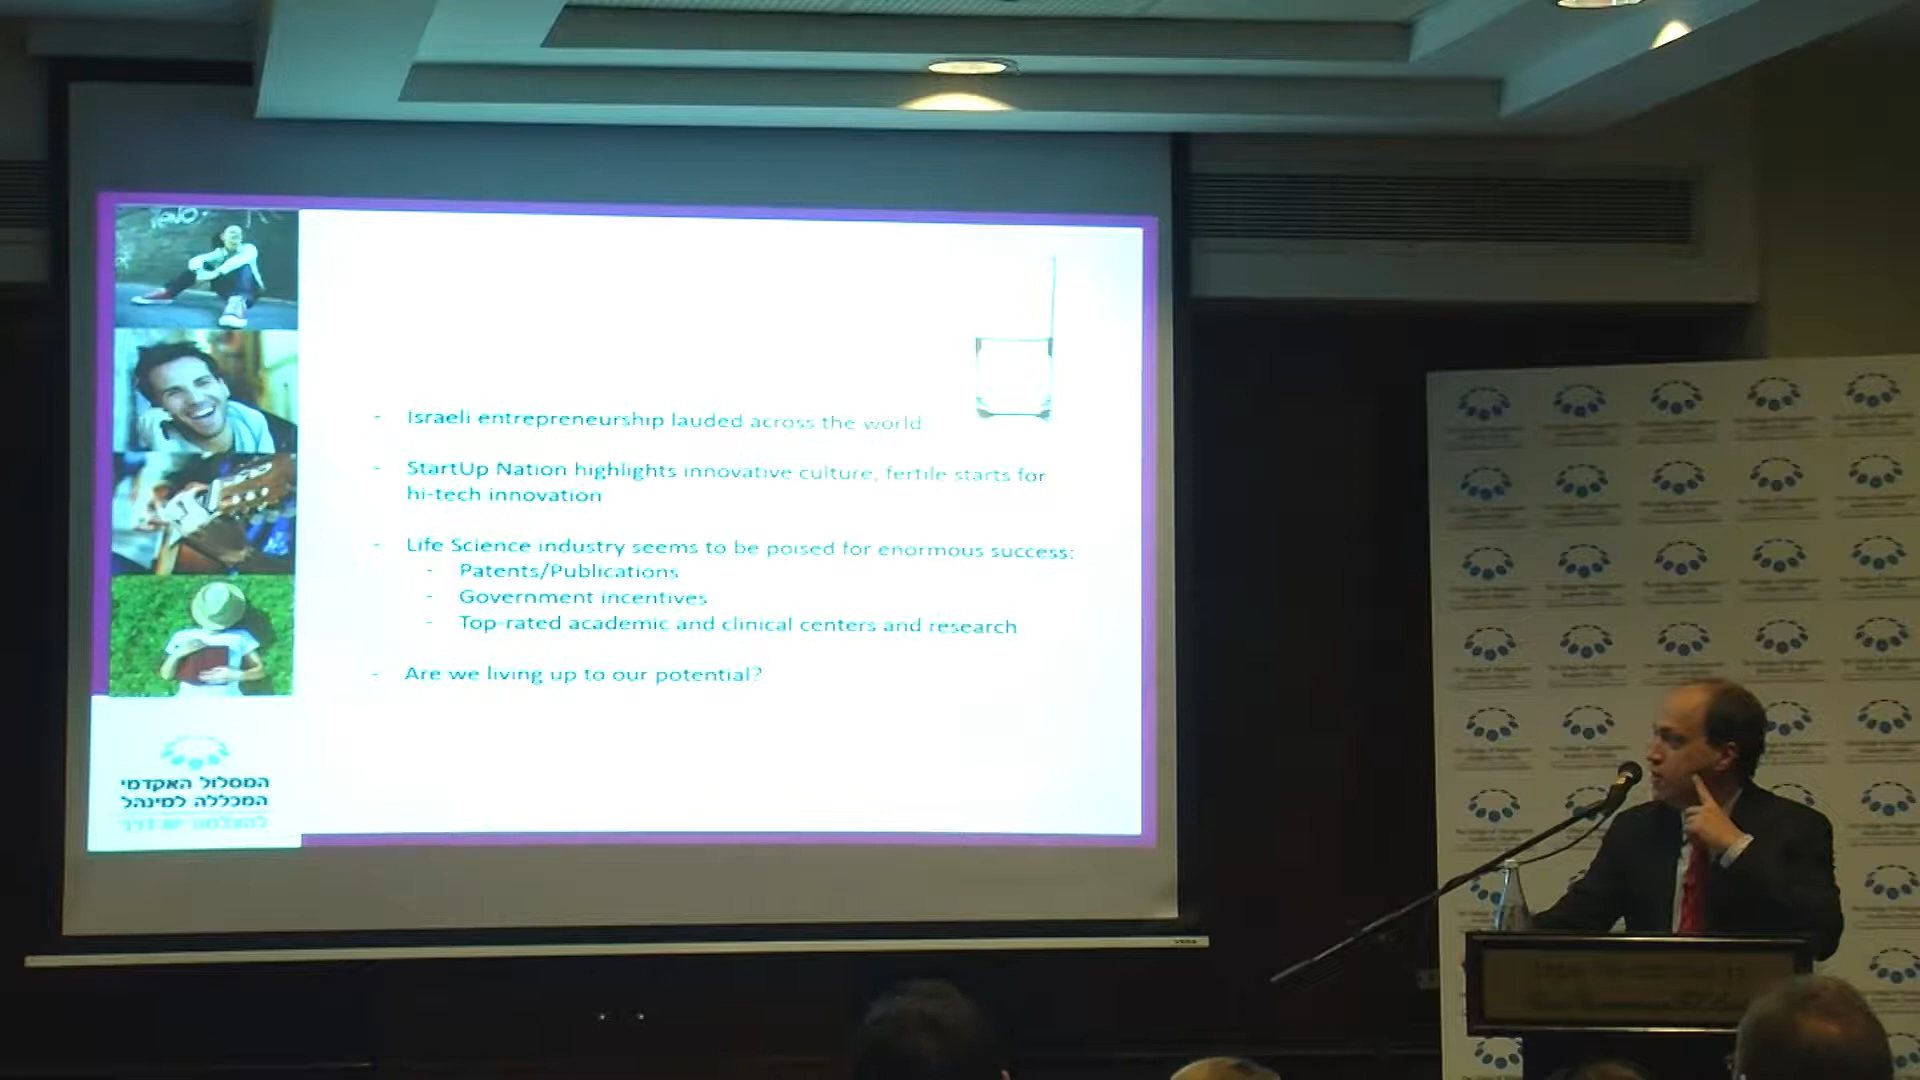 - Israeli entrepreneurship lauded across the world
- StartUp Nation highlights innovative culture, fertile starts for
hi-tech innovation
- Life Science industry seems to be poised for enormous success:
- Patents/Publications
- Government incentives
- Top-rated academic and clinical centers and research
- Are we living up to our potential?
המסלול האקדמי
המכללה למינהל